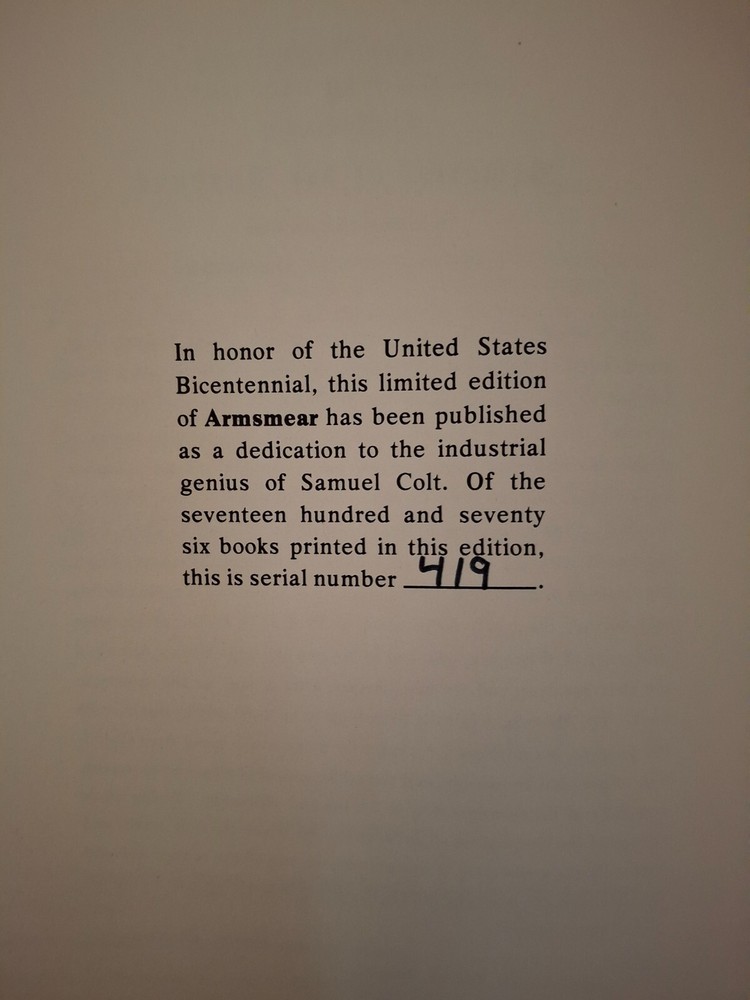 In honor of the United States
Bicentennial, this limited edition
of Armsmear has been published
as a dedication to the industrial
genius of Samuel Colt. Of the
seventeen hundred and seventy
six books printed in this edition,
this is serial number 419.